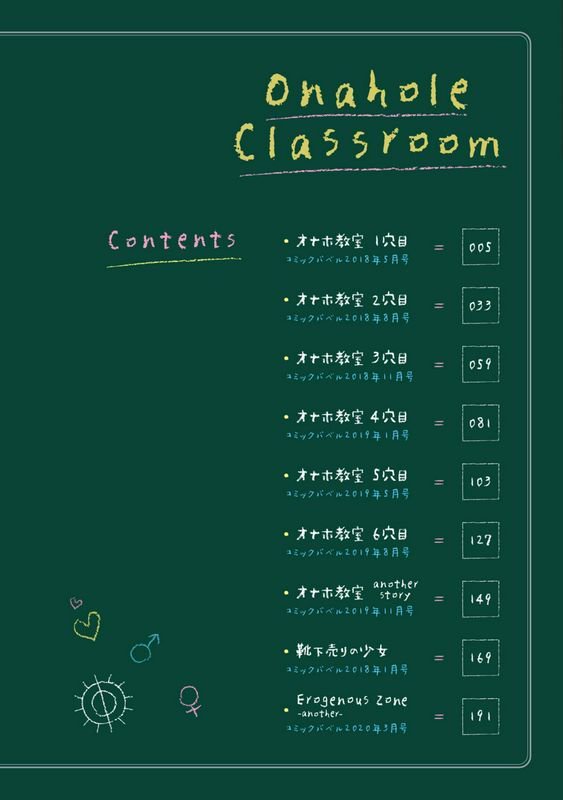 Onahole
Classroom
Contents
・オナホ教室 1穴目 = 005
コミックバベル2018年5月号
・オナホ教室 2穴目 = 033
コミックバベル2018年8月号
・オナホ教室 3穴目 = 059
コミックバベル2018年11月号
・オナホ教室 4穴目 = 081
コミックバベル2019年1月号
・オナホ教室 5穴目 = 103
コミックバベル2019年5月号
・オナホ教室 6穴目 = 127
コミックバベル2019年8月号
・オナホ教室 another story = 149
コミックバベル2019年11月号
・靴下売りの少女 = 169
コミックバベル2018年1月号
・Erogenous Zone = 191
-another-
コミックバベル2020年3月号